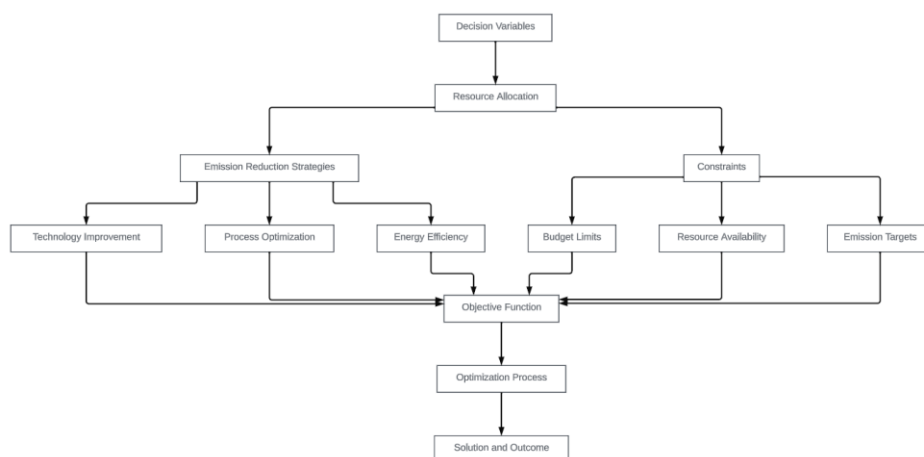 Decision Variables
Resource Allocation
Emission Reduction Strategies
Constraints
Technology Improvement
Process Optimization
Energy Efficiency
Budget Limits
Resource Availability
Emission Targets
Objective Function
Optimization Process
Solution and Outcome